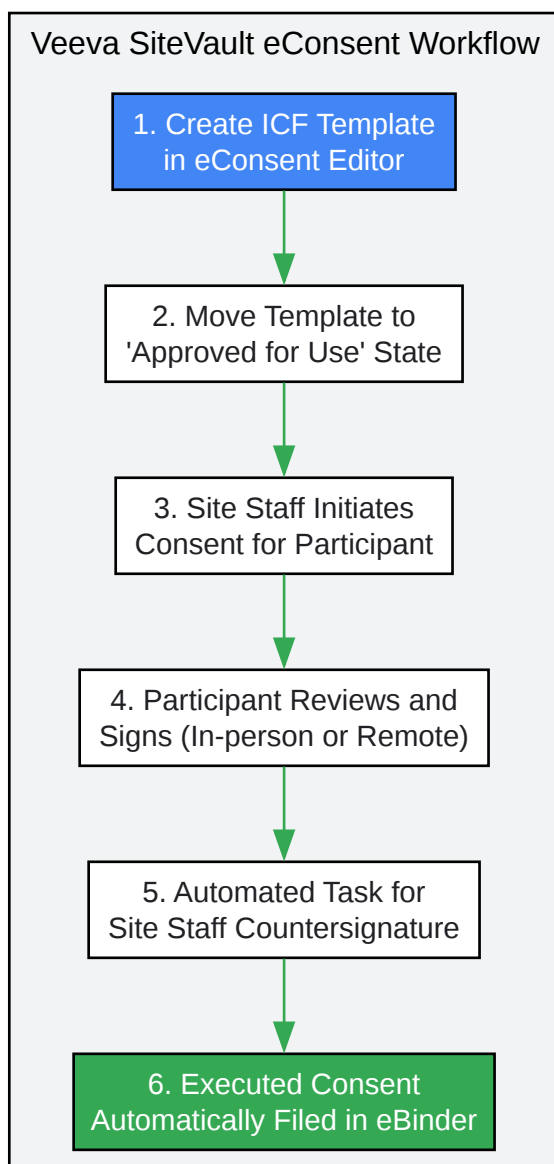 Veeva SiteVault eConsent Workflow
1. Create ICF Template
in eConsent Editor
2. Move Template to
'Approved for Use' State
3. Site Staff Initiates
Consent for Participant
4. Participant Reviews and
Signs (In-person or Remote)
5. Automated Task for
Site Staff Countersignature
6. Executed Consent
Automatically Filed in eBinder